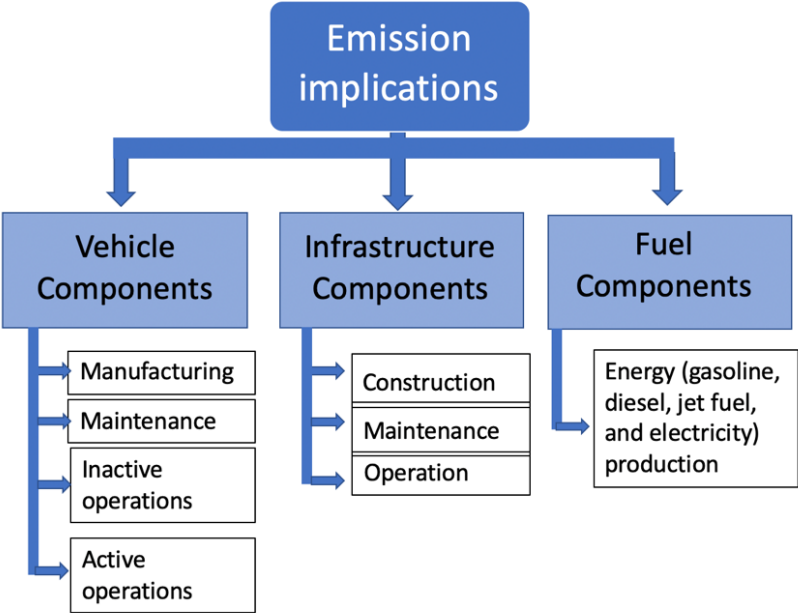 Emission
implications
Vehicle
Components
Infrastructure
Components
Fuel
Components
Manufacturing
Maintenance
Inactive
operations
Active
operations
Construction
Maintenance
Operation
Energy (gasoline,
diesel, jet fuel,
and electricity)
production